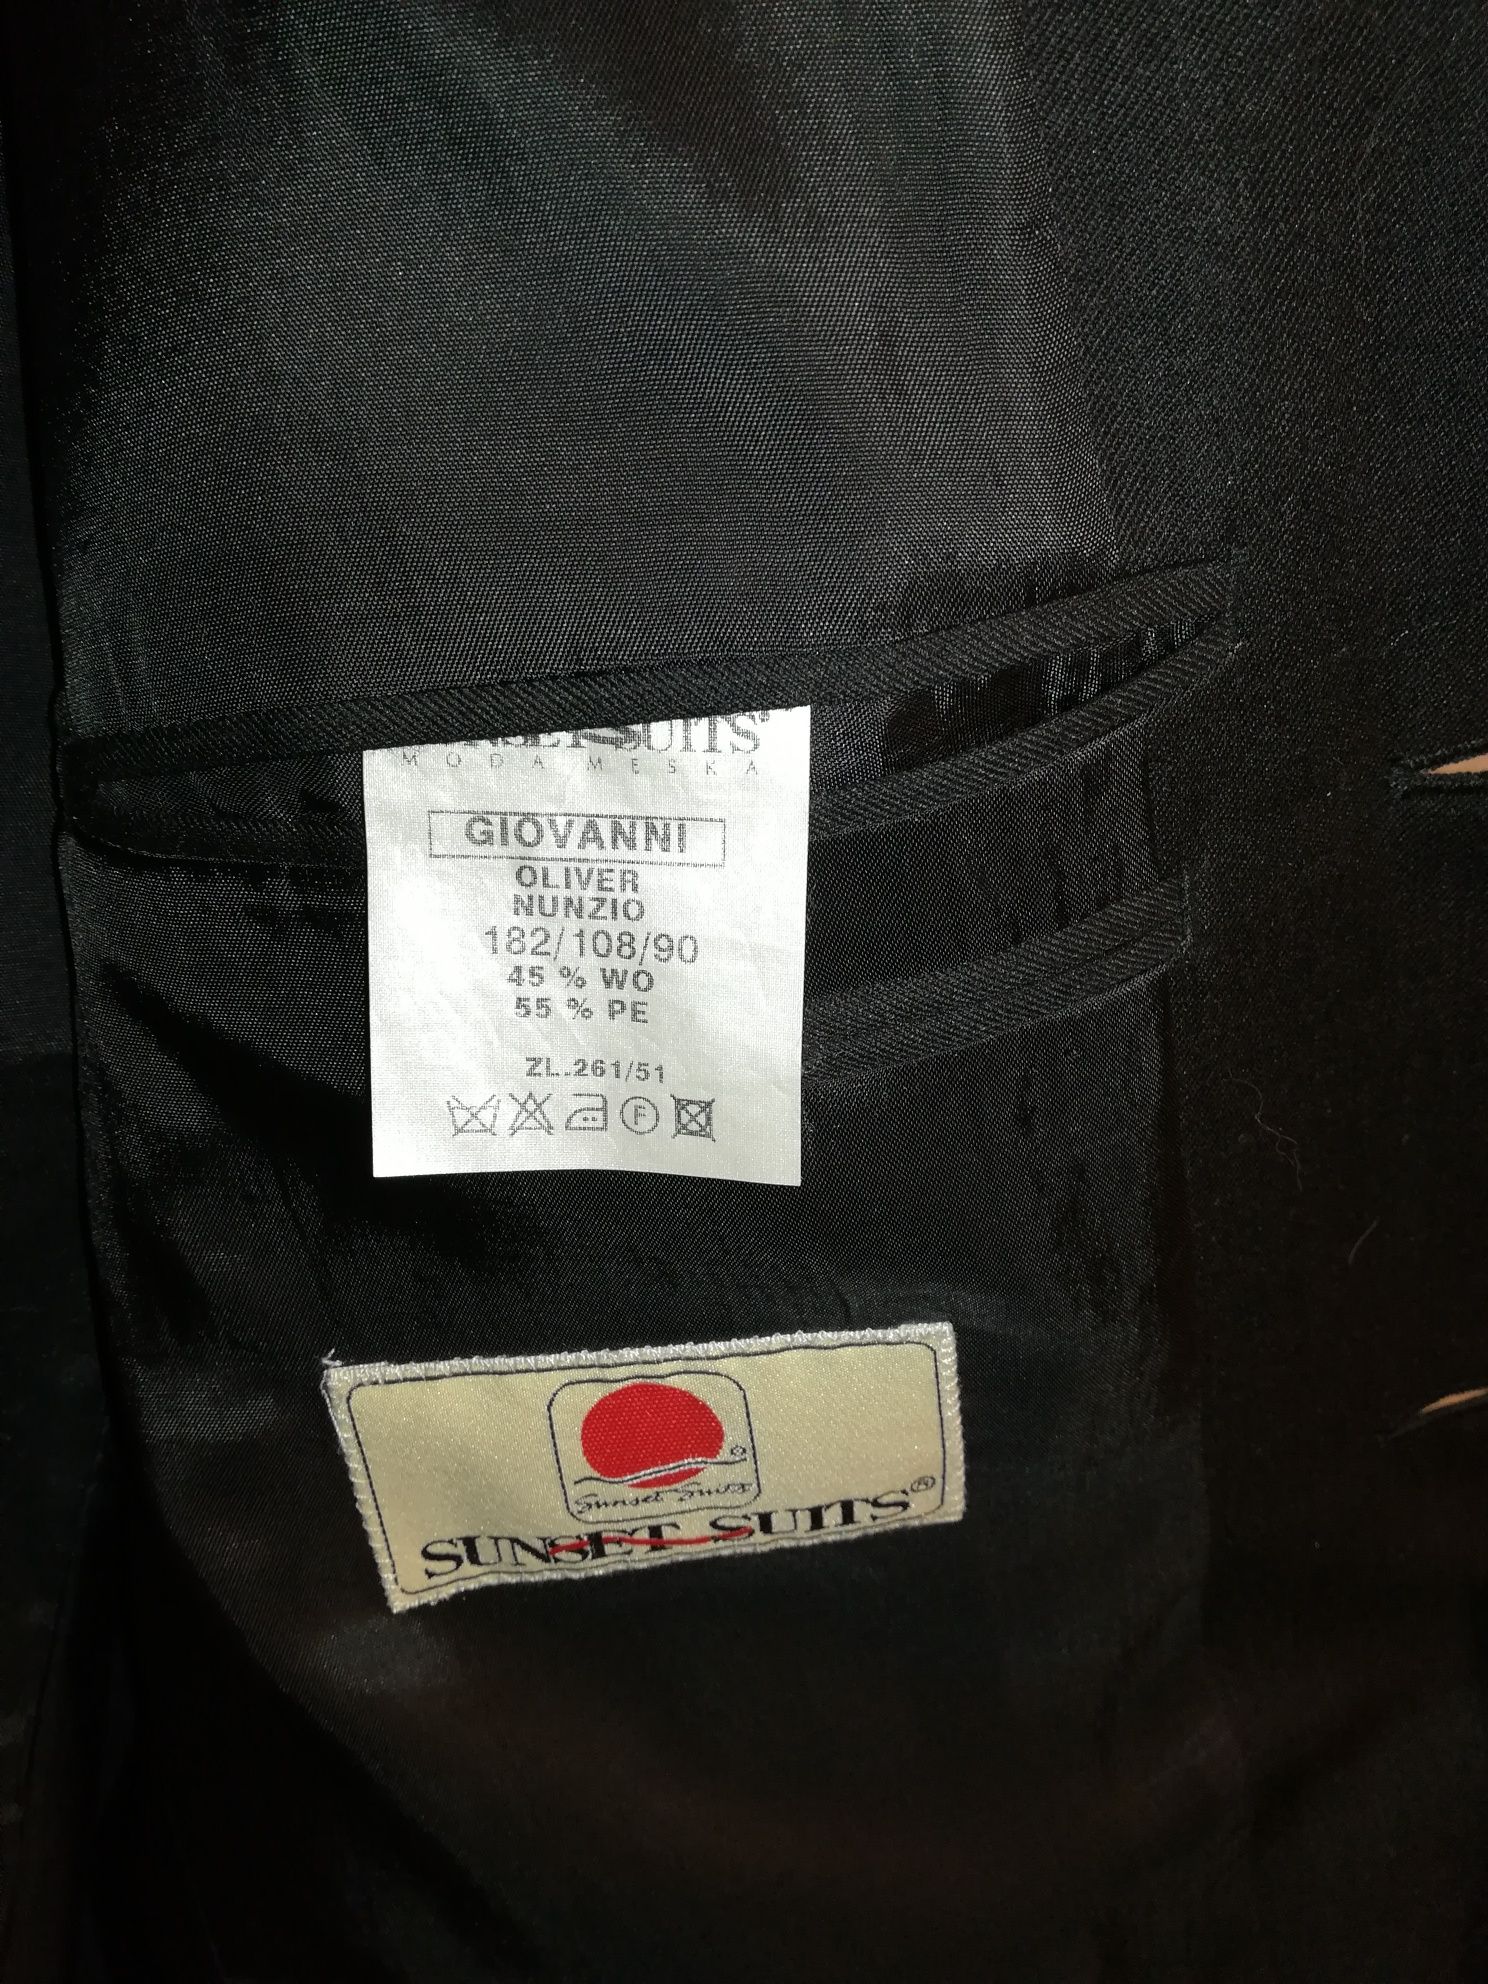 SUNSET SUITS
MODA MĘSKA
GIOVANNI
OLIVER
NUNZIO
182/108/90
45 % WO
55 % PE
ZL.261/51
F
Sunset Suits
SUNSET SUITS®